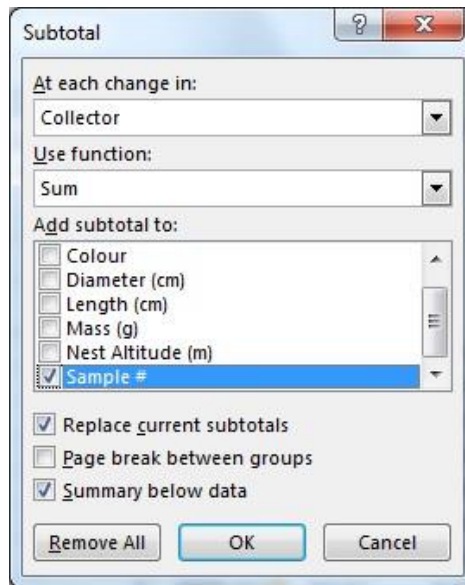 Subtotal
At each change in:
Collector
Use function:
Sum
Add subtotal to:
Colour
Diameter (cm)
Length (cm)
Mass (g)
Nest Altitude (m)
Sample #
Replace current subtotals
Page break between groups
Summary below data
Remove All OK Cancel